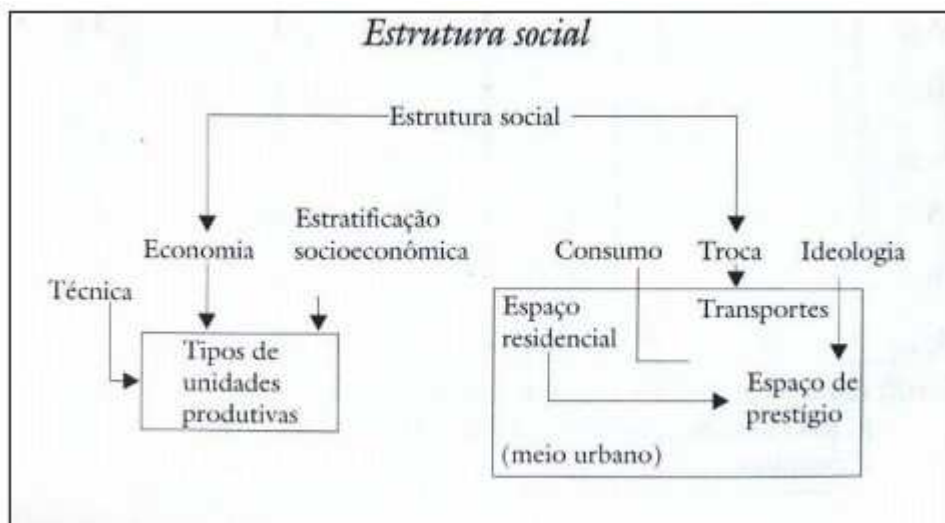 Estrutura social
Estrutura social
Estratificação
socioeconômica
Economia
Consumo
Troca
Ideologia
Técnica
Espaço
residencial
Transportes
Tipos de
unidades
produtivas
Espaço de
prestígio
(meio urbano)